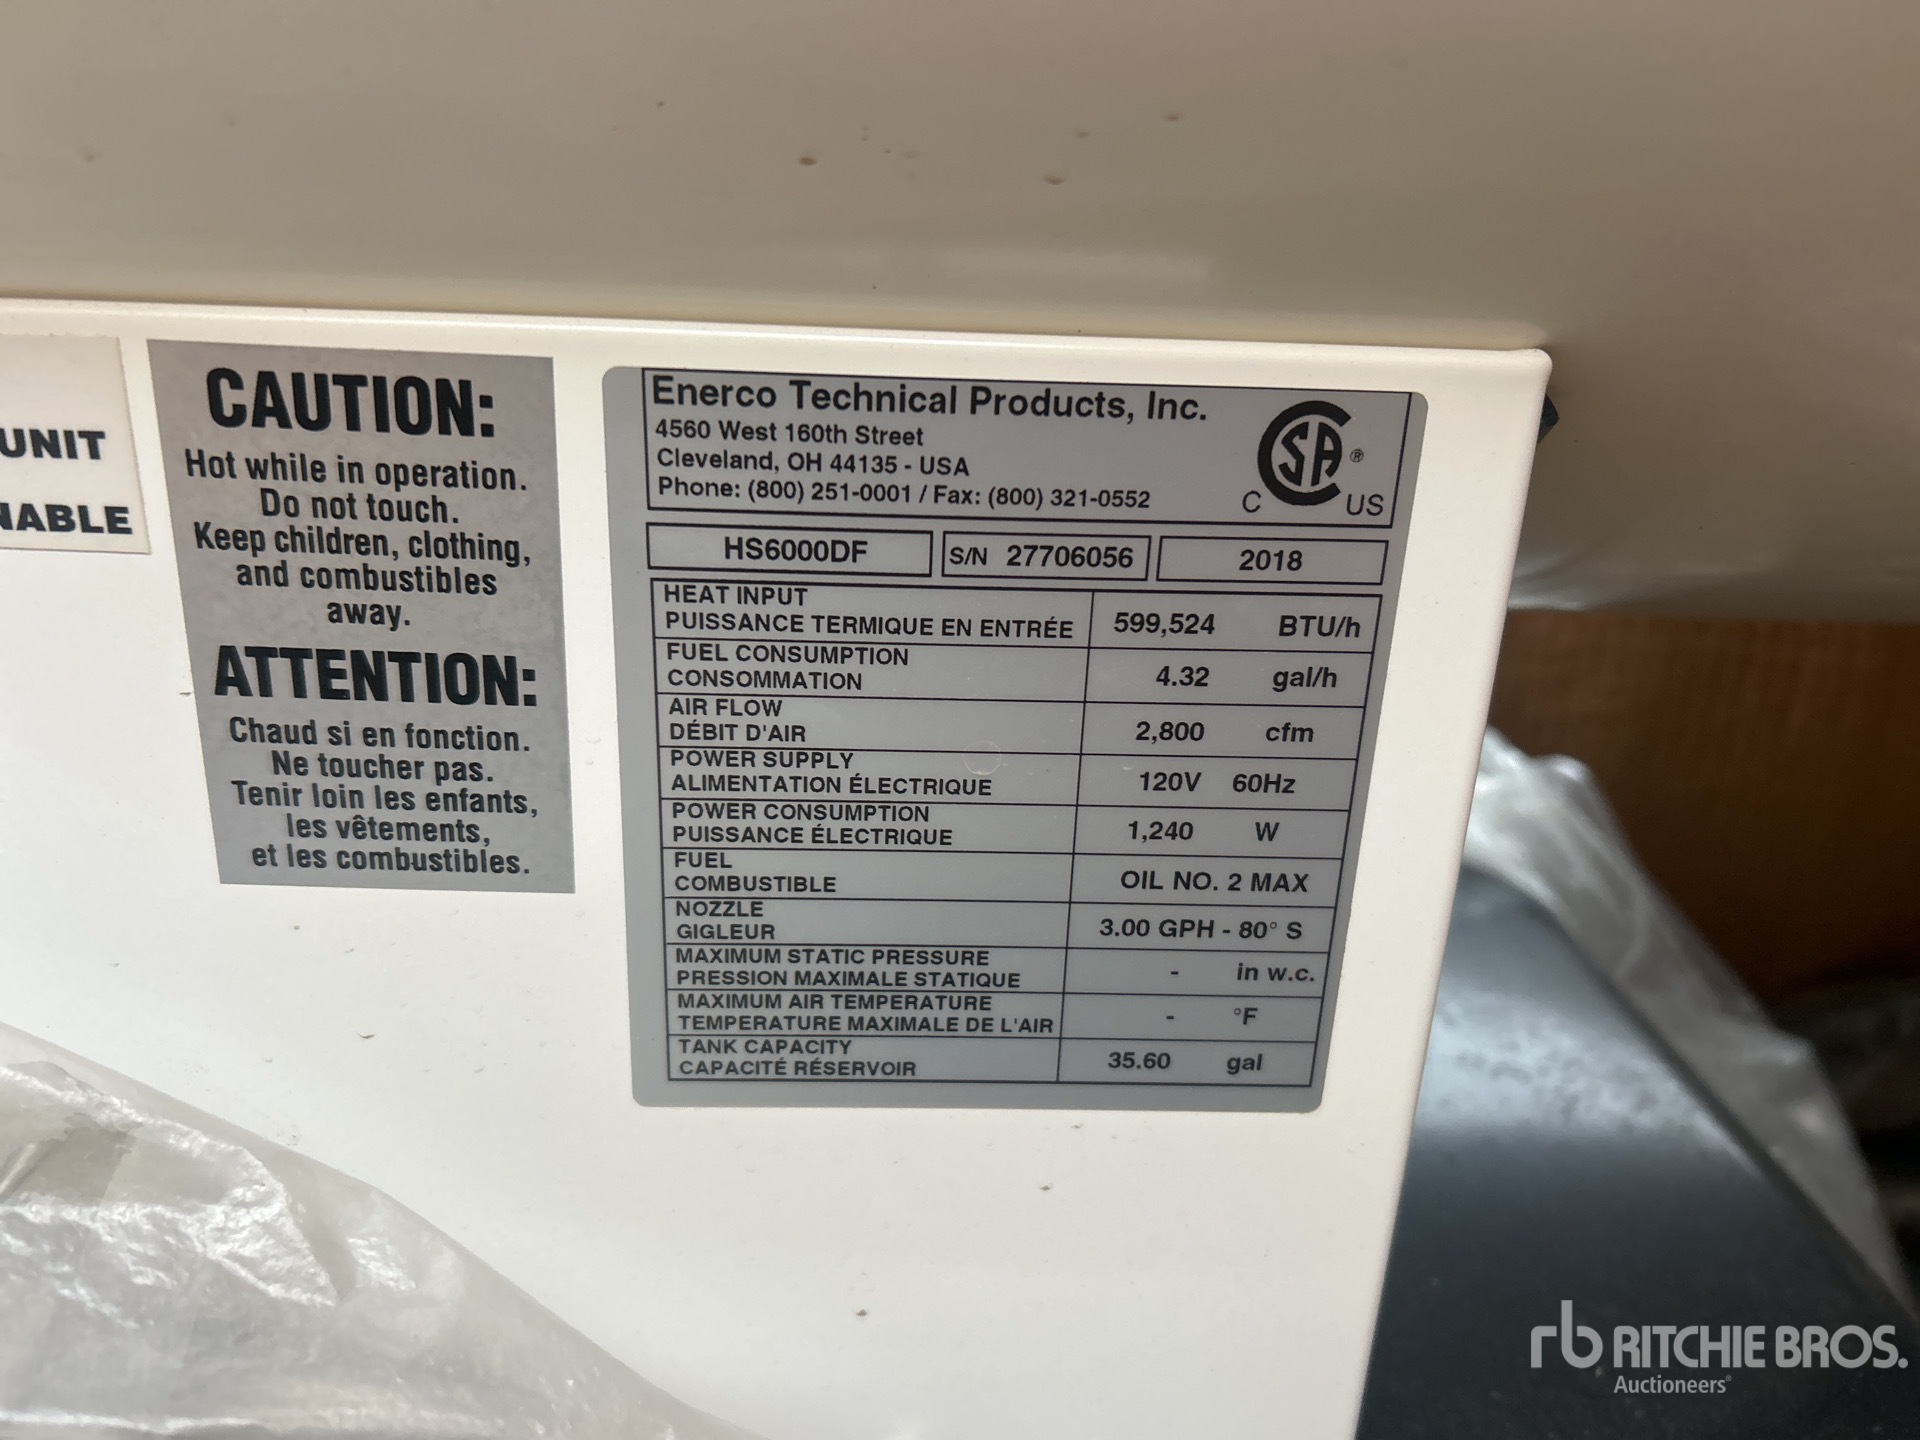 UNIT
CAUTION:
Hot while in operation.
Do not touch.
Keep children, clothing,
and combustibles
away.
ATTENTION:
Chaud si en fonction.
Ne toucher pas.
Tenir loin les enfants,
les vêtements,
et les combustibles.
Enerco Technical Products, Inc.
4560 West 160th Street
Cleveland, OH 44135 - USA
Phone: (800) 251-0001 / Fax: (800) 321-0552
C SA ® US
HS6000DF S/N 27706056 2018
HEAT INPUT
PUISSANCE TERMIQUE EN ENTRÉE 599,524 BTU/h
FUEL CONSUMPTION
CONSOMMATION 4.32 gal/h
AIR FLOW
DÉBIT D'AIR 2,800 cfm
POWER SUPPLY
ALIMENTATION ÉLECTRIQUE 120V 60Hz
POWER CONSUMPTION
PUISSANCE ÉLECTRIQUE 1,240 W
FUEL
COMBUSTIBLE OIL NO. 2 MAX
NOZZLE
GIGLEUR 3.00 GPH - 80° S
MAXIMUM STATIC PRESSURE
PRESSION MAXIMALE STATIQUE - in w.c.
MAXIMUM AIR TEMPERATURE
TEMPERATURE MAXIMALE DE L'AIR - °F
TANK CAPACITY
CAPACITÉ RÉSERVOIR 35.60 gal
rb RITCHIE BROS.
Auctioneers